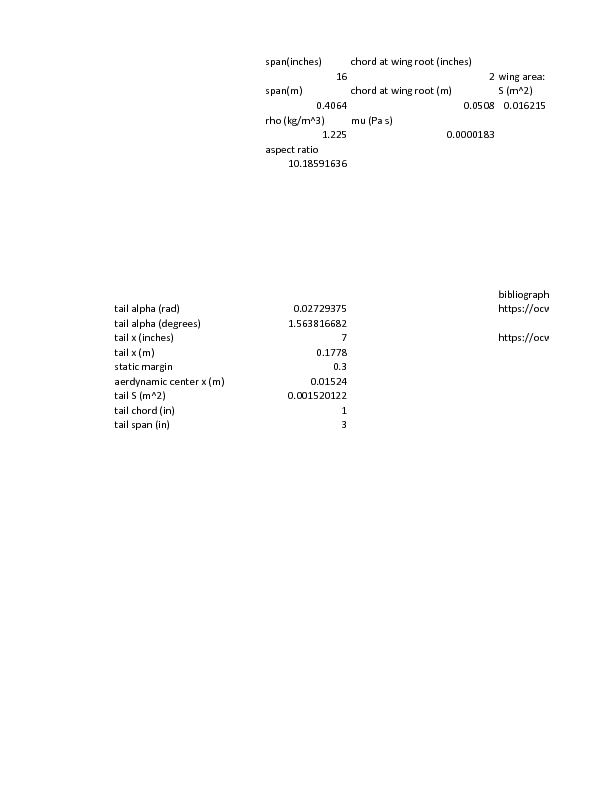 span(inches) chord at wing root (inches)
16 2 wing area:
span(m) chord at wing root (m) S (m^2)
0.4064 0.0508 0.016215
rho (kg/m^3) mu (Pa s)
1.225 0.0000183
aspect ratio
10.18591636
bibliograph
tail alpha (rad) 0.02729375 https://ocw
tail alpha (degrees) 1.563816682
tail x (inches) 7 https://ocw
tail x (m) 0.1778
static margin 0.3
aerdynamic center x (m) 0.01524
tail S (m^2) 0.001520122
tail chord (in) 1
tail span (in) 3